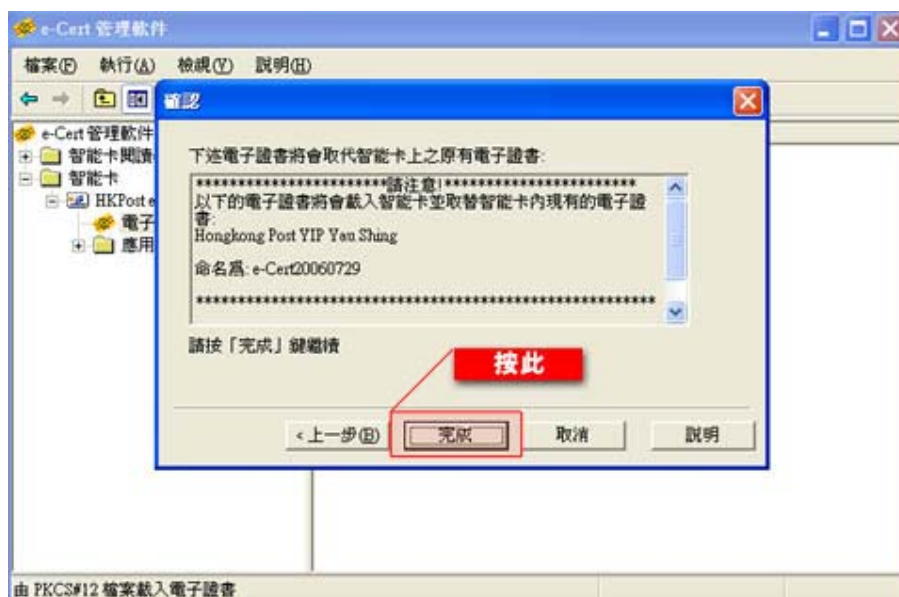 e-Cert 管理軟件
檔案(F) 執行(A) 檢視(V) 說明(H)
確認
e-Cert 管理軟件
智能卡閱讀
智能卡
HKPost e
電子
應用
下述電子證書將會取代智能卡上之原有電子證書:
***********************請注意!***********************
以下的電子證書將會載入智能卡並取替智能卡內現有的電子證
書:
Hongkong Post YIP Yau Shing
命名為: e-Cert20060729
********************************************************
請按「完成」鍵繼續
按此
<上一步(B) 完成 取消 說明
由 PKCS#12 檔案載入電子證書